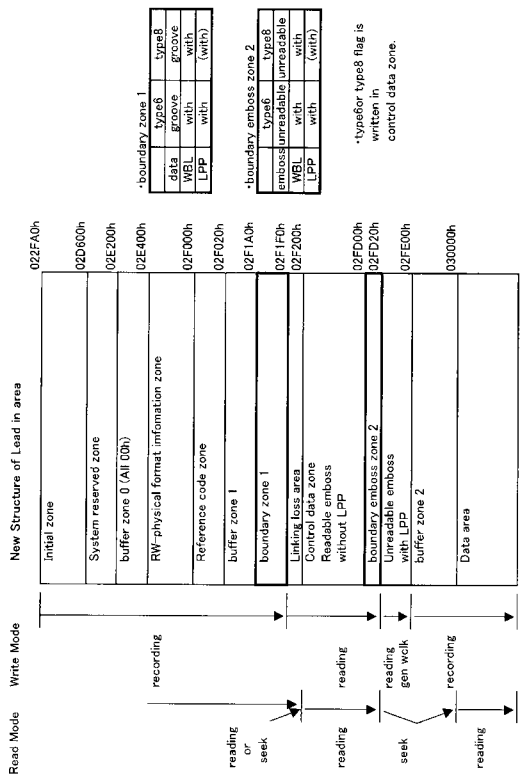 Read Mode Write Mode New Structure of Lead in area
022FA0h
Initial zone
02D600h
System reserved zone
02E200h
buffer zone 0 (All 00h)
02E400h
RW-physical format infomation zone
02F000h
Reference code zone
02F020h
buffer zone 1
02F1A0h
boundary zone 1
02F1F0h
Linking loss area
02F200h
Control data zone
Readable emboss
without LPP
02FD00h
boundary emboss zone 2
02FD20h
Unreadable emboss
with LPP
02FE00h
buffer zone 2
030000h
Data area
recording
reading
reading
gen wclk
recording
reading
or
seek
reading
seek
reading
・boundary zone 1
type6 type8
data groove groove
WBL with with
LPP with (with)
・boundary emboss zone 2
type6 type8
emboss unreadable unreadable
WBL with with
LPP with (with)
・type6or type8 flag is
written in
control data zone.